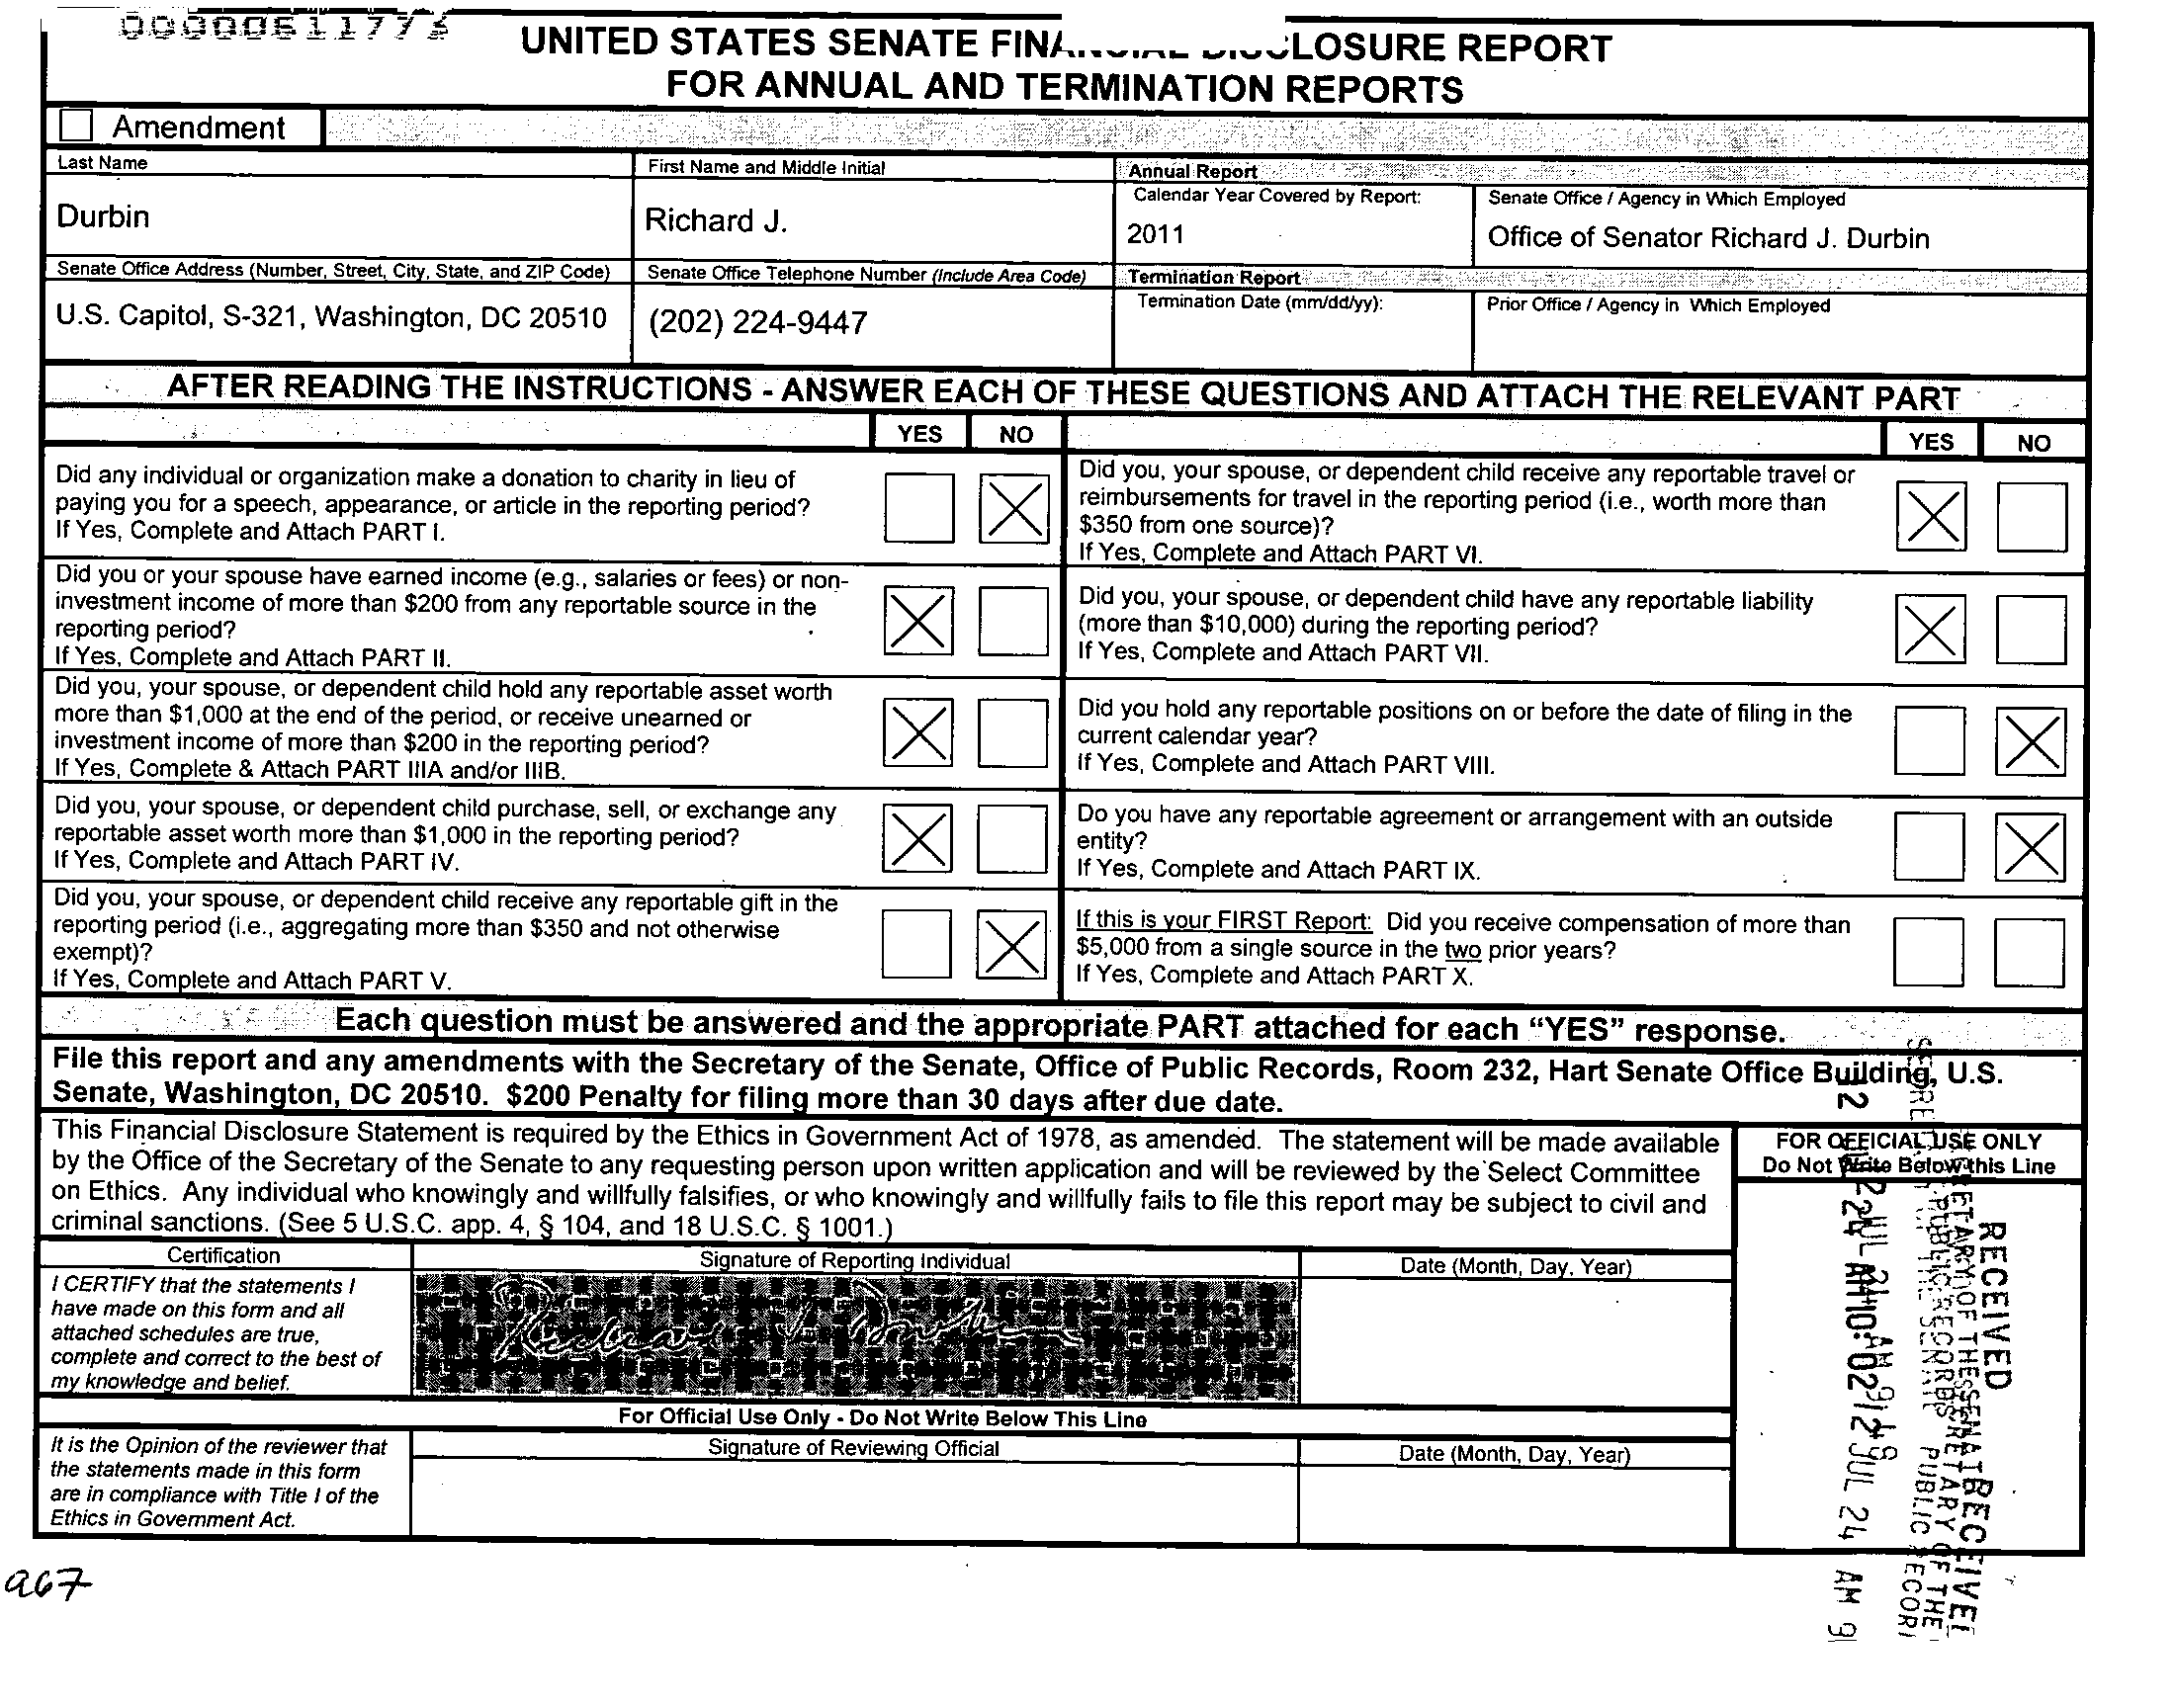 UNITED STATES SENATE FINANCIAL DISCLOSURE REPORT
FOR ANNUAL AND TERMINATION REPORTS
Amendment
Last Name
First Name and Middle Initial
Annual Report
Calendar Year Covered by Report:
Senate Office / Agency in Which Employed
Durbin
Richard J.
2011
Office of Senator Richard J. Durbin
Senate Office Address (Number, Street, City, State, and ZIP Code)
Senate Office Telephone Number (Include Area Code)
Termination Report
Termination Date (mm/dd/yy):
Prior Office / Agency in Which Employed
U.S. Capitol, S-321, Washington, DC 20510
(202) 224-9447
AFTER READING THE INSTRUCTIONS - ANSWER EACH OF THESE QUESTIONS AND ATTACH THE RELEVANT PART
YES NO
YES NO
Did any individual or organization make a donation to charity in lieu of
paying you for a speech, appearance, or article in the reporting period?
If Yes, Complete and Attach PART I.
Did you, your spouse, or dependent child receive any reportable travel or
reimbursements for travel in the reporting period (i.e., worth more than
$350 from one source)?
If Yes, Complete and Attach PART VI.
Did you or your spouse have earned income (e.g., salaries or fees) or non-
investment income of more than $200 from any reportable source in the
reporting period?
If Yes, Complete and Attach PART II.
Did you, your spouse, or dependent child have any reportable liability
(more than $10,000) during the reporting period?
If Yes, Complete and Attach PART VII.
Did you, your spouse, or dependent child hold any reportable asset worth
more than $1,000 at the end of the period, or receive unearned or
investment income of more than $200 in the reporting period?
If Yes, Complete & Attach PART IIIA and/or IIIB.
Did you hold any reportable positions on or before the date of filing in the
current calendar year?
If Yes, Complete and Attach PART VIII.
Did you, your spouse, or dependent child purchase, sell, or exchange any
reportable asset worth more than $1,000 in the reporting period?
If Yes, Complete and Attach PART IV.
Do you have any reportable agreement or arrangement with an outside
entity?
If Yes, Complete and Attach PART IX.
Did you, your spouse, or dependent child receive any reportable gift in the
reporting period (i.e., aggregating more than $350 and not otherwise
exempt)?
If Yes, Complete and Attach PART V.
If this is your FIRST Report: Did you receive compensation of more than
$5,000 from a single source in the two prior years?
If Yes, Complete and Attach PART X.
Each question must be answered and the appropriate PART attached for each “YES” response.
File this report and any amendments with the Secretary of the Senate, Office of Public Records, Room 232, Hart Senate Office Building, U.S.
Senate, Washington, DC 20510. $200 Penalty for filing more than 30 days after due date.
This Financial Disclosure Statement is required by the Ethics in Government Act of 1978, as amended. The statement will be made available
by the Office of the Secretary of the Senate to any requesting person upon written application and will be reviewed by the Select Committee
on Ethics. Any individual who knowingly and willfully falsifies, or who knowingly and willfully fails to file this report may be subject to civil and
criminal sanctions. (See 5 U.S.C. app. 4, § 104, and 18 U.S.C. § 1001.)
FOR OFFICIAL USE ONLY
Do Not Write Below this Line
Certification
Signature of Reporting Individual
Date (Month, Day, Year)
I CERTIFY that the statements I
have made on this form and all
attached schedules are true,
complete and correct to the best of
my knowledge and belief.
Richard J Durbin
For Official Use Only - Do Not Write Below This Line
It is the Opinion of the reviewer that
the statements made in this form
are in compliance with Title I of the
Ethics in Government Act.
Signature of Reviewing Official
Date (Month, Day, Year)
RECEIVED
967